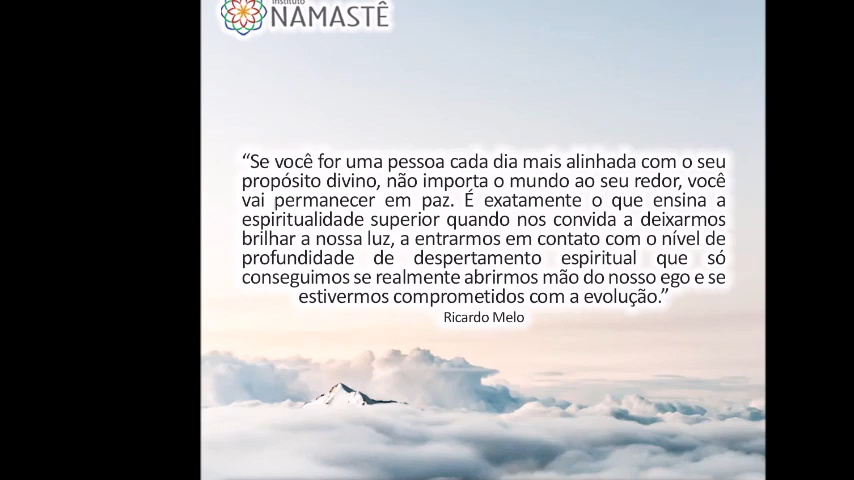 Instituto
NAMASTÊ
“Se você for uma pessoa cada dia mais alinhada com o seu
propósito divino, não importa o mundo ao seu redor, você
vai permanecer em paz. É exatamente o que ensina a
espiritualidade superior quando nos convida a deixarmos
brilhar a nossa luz, a entrarmos em contato com o nível de
profundidade de despertamento espiritual que só
conseguimos se realmente abrirmos mão do nosso ego e se
estivermos comprometidos com a evolução.”
Ricardo Melo